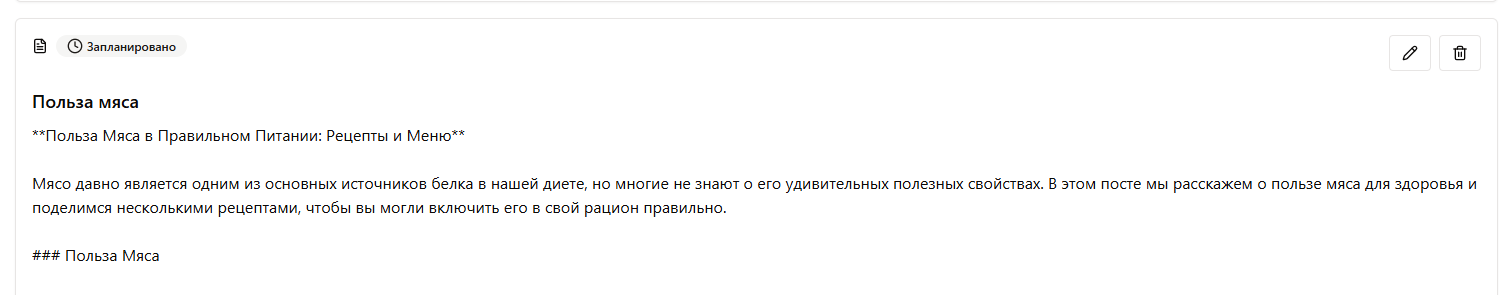 Запланировано
Польза мяса
**Польза Мяса в Правильном Питании: Рецепты и Меню**
Мясо давно является одним из основных источников белка в нашей диете, но многие не знают о его удивительных полезных свойствах. В этом посте мы расскажем о пользе мяса для здоровья и
поделимся несколькими рецептами, чтобы вы могли включить его в свой рацион правильно.
### Польза Мяса